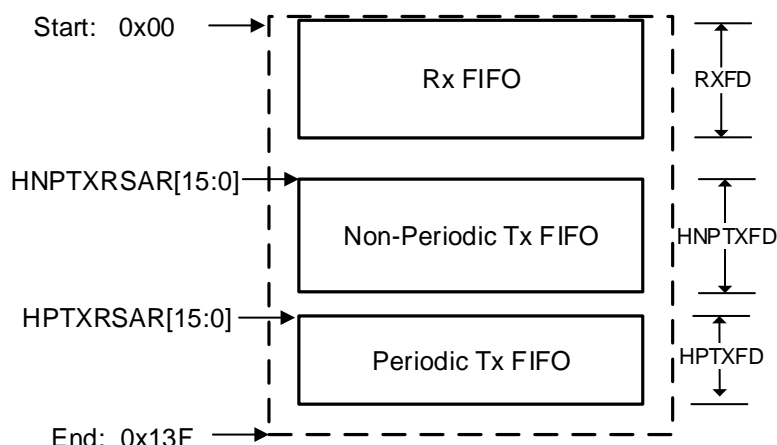 Start: 0x00
Rx FIFO
RXFD
HNPTXRSAR[15:0]
Non-Periodic Tx FIFO
HNPTXFD
HPTXRSAR[15:0]
Periodic Tx FIFO
HPTXFD
End: 0x13F